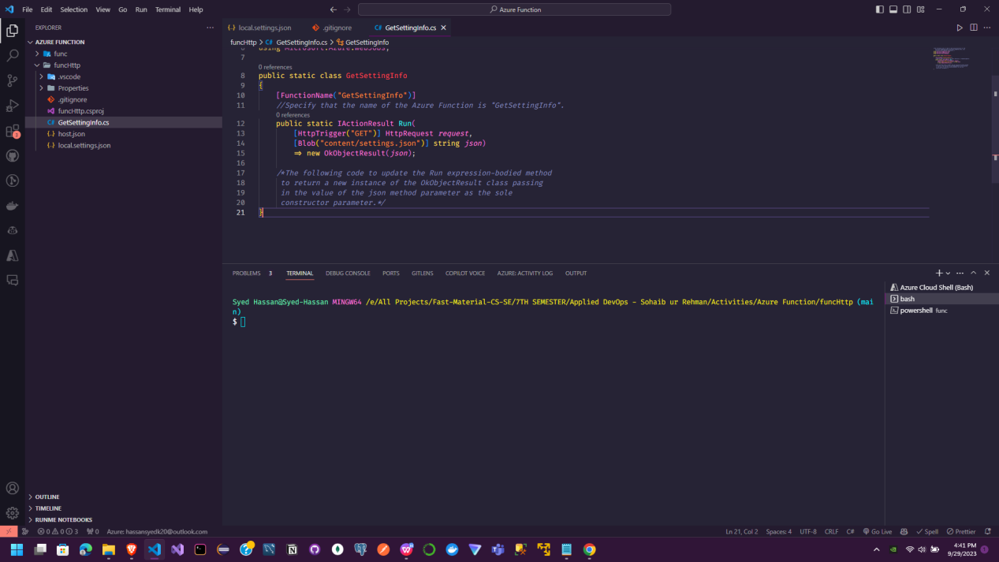 File Edit Selection View Go Run Terminal Help
Azure Function
EXPLORER
AZURE FUNCTION
func
funcHttp
.vscode
Properties
.gitignore
funcHttp.csproj
GetSettingInfo.cs
host.json
local.settings.json
OUTLINE
TIMELINE
RUNME NOTEBOOKS
3
local.settings.json .gitignore GetSettingInfo.cs
funcHttp > GetSettingInfo.cs > GetSettingInfo
6 using Microsoft.Azure.WebJobs;
7
0 references
8 public static class GetSettingInfo
9 {
10 [FunctionName("GetSettingInfo")]
11 //Specify that the name of the Azure Function is "GetSettingInfo".
0 references
12 public static IActionResult Run(
13 [HttpTrigger("GET")] HttpRequest request,
14 [Blob("content/settings.json")] string json)
15 => new OkObjectResult(json);
16
17 /*The following code to update the Run expression-bodied method
18 to return a new instance of the OkObjectResult class passing
19 in the value of the json method parameter as the sole
20 constructor parameter.*/
21 }
PROBLEMS 3 TERMINAL DEBUG CONSOLE PORTS GITLENS COPILOT VOICE AZURE: ACTIVITY LOG OUTPUT
Syed Hassan@Syed-Hassan MINGW64 /e/All Projects/Fast-Material-CS-SE/7TH SEMESTER/Applied DevOps - Sohaib ur Rehman/Activities/Azure Function/funcHttp (mai
n)
$
Azure Cloud Shell (Bash)
bash
powershell func
0 0 3 0 Azure: hassansyedk20@outlook.com Ln 21, Col 2 Spaces: 4 UTF-8 CRLF C# Go Live Spell Prettier
4:41 PM
9/29/2023
1